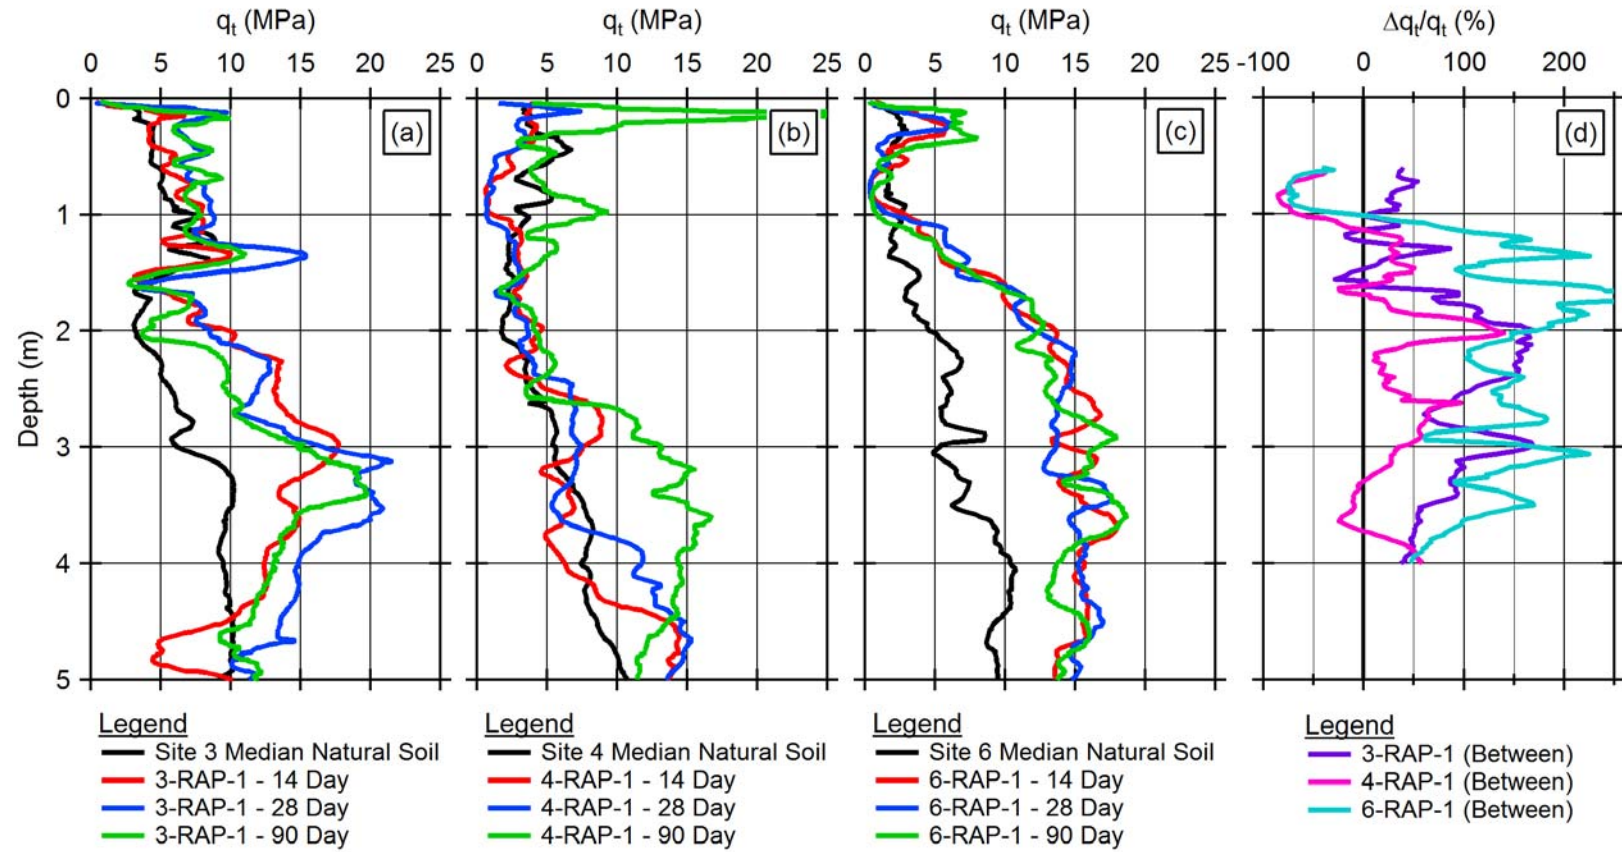 qt (MPa) qt (MPa) qt (MPa) Δqt/qt (%)
0 5 10 15 20 25 0 5 10 15 20 25 0 5 10 15 20 25 -100 0 100 200
0
(a) (b) (c) (d)
1
2
Depth (m)
3
4
5
Legend
Site 3 Median Natural Soil
3-RAP-1 - 14 Day
3-RAP-1 - 28 Day
3-RAP-1 - 90 Day
Legend
Site 4 Median Natural Soil
4-RAP-1 - 14 Day
4-RAP-1 - 28 Day
4-RAP-1 - 90 Day
Legend
Site 6 Median Natural Soil
6-RAP-1 - 14 Day
6-RAP-1 - 28 Day
6-RAP-1 - 90 Day
Legend
3-RAP-1 (Between)
4-RAP-1 (Between)
6-RAP-1 (Between)